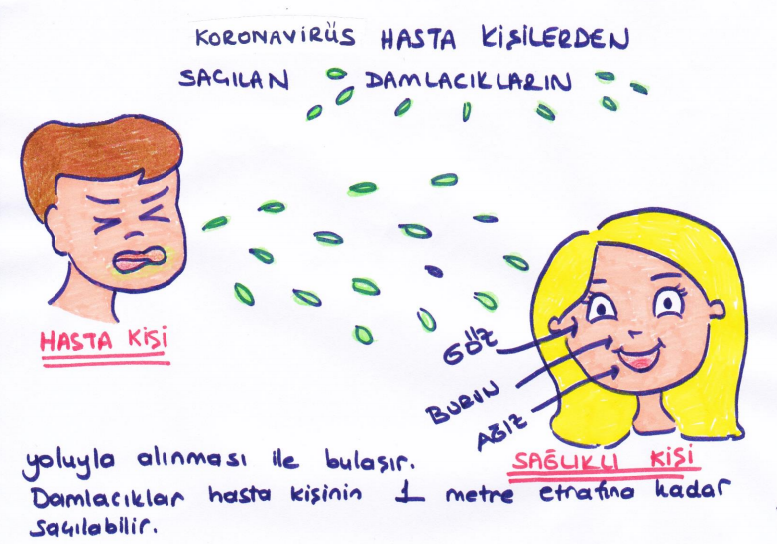 KORONAVİRÜS HASTA KİŞİLERDEN
SAÇILAN DAMLACIKLARIN
HASTA KİŞİ
GÖZ
BURUN
AĞIZ
SAĞLIKLI KİŞİ
yoluyla alınması ile bulaşır.
Damlacıklar hasta kişinin 1 metre etrafına kadar
saçılabilir.